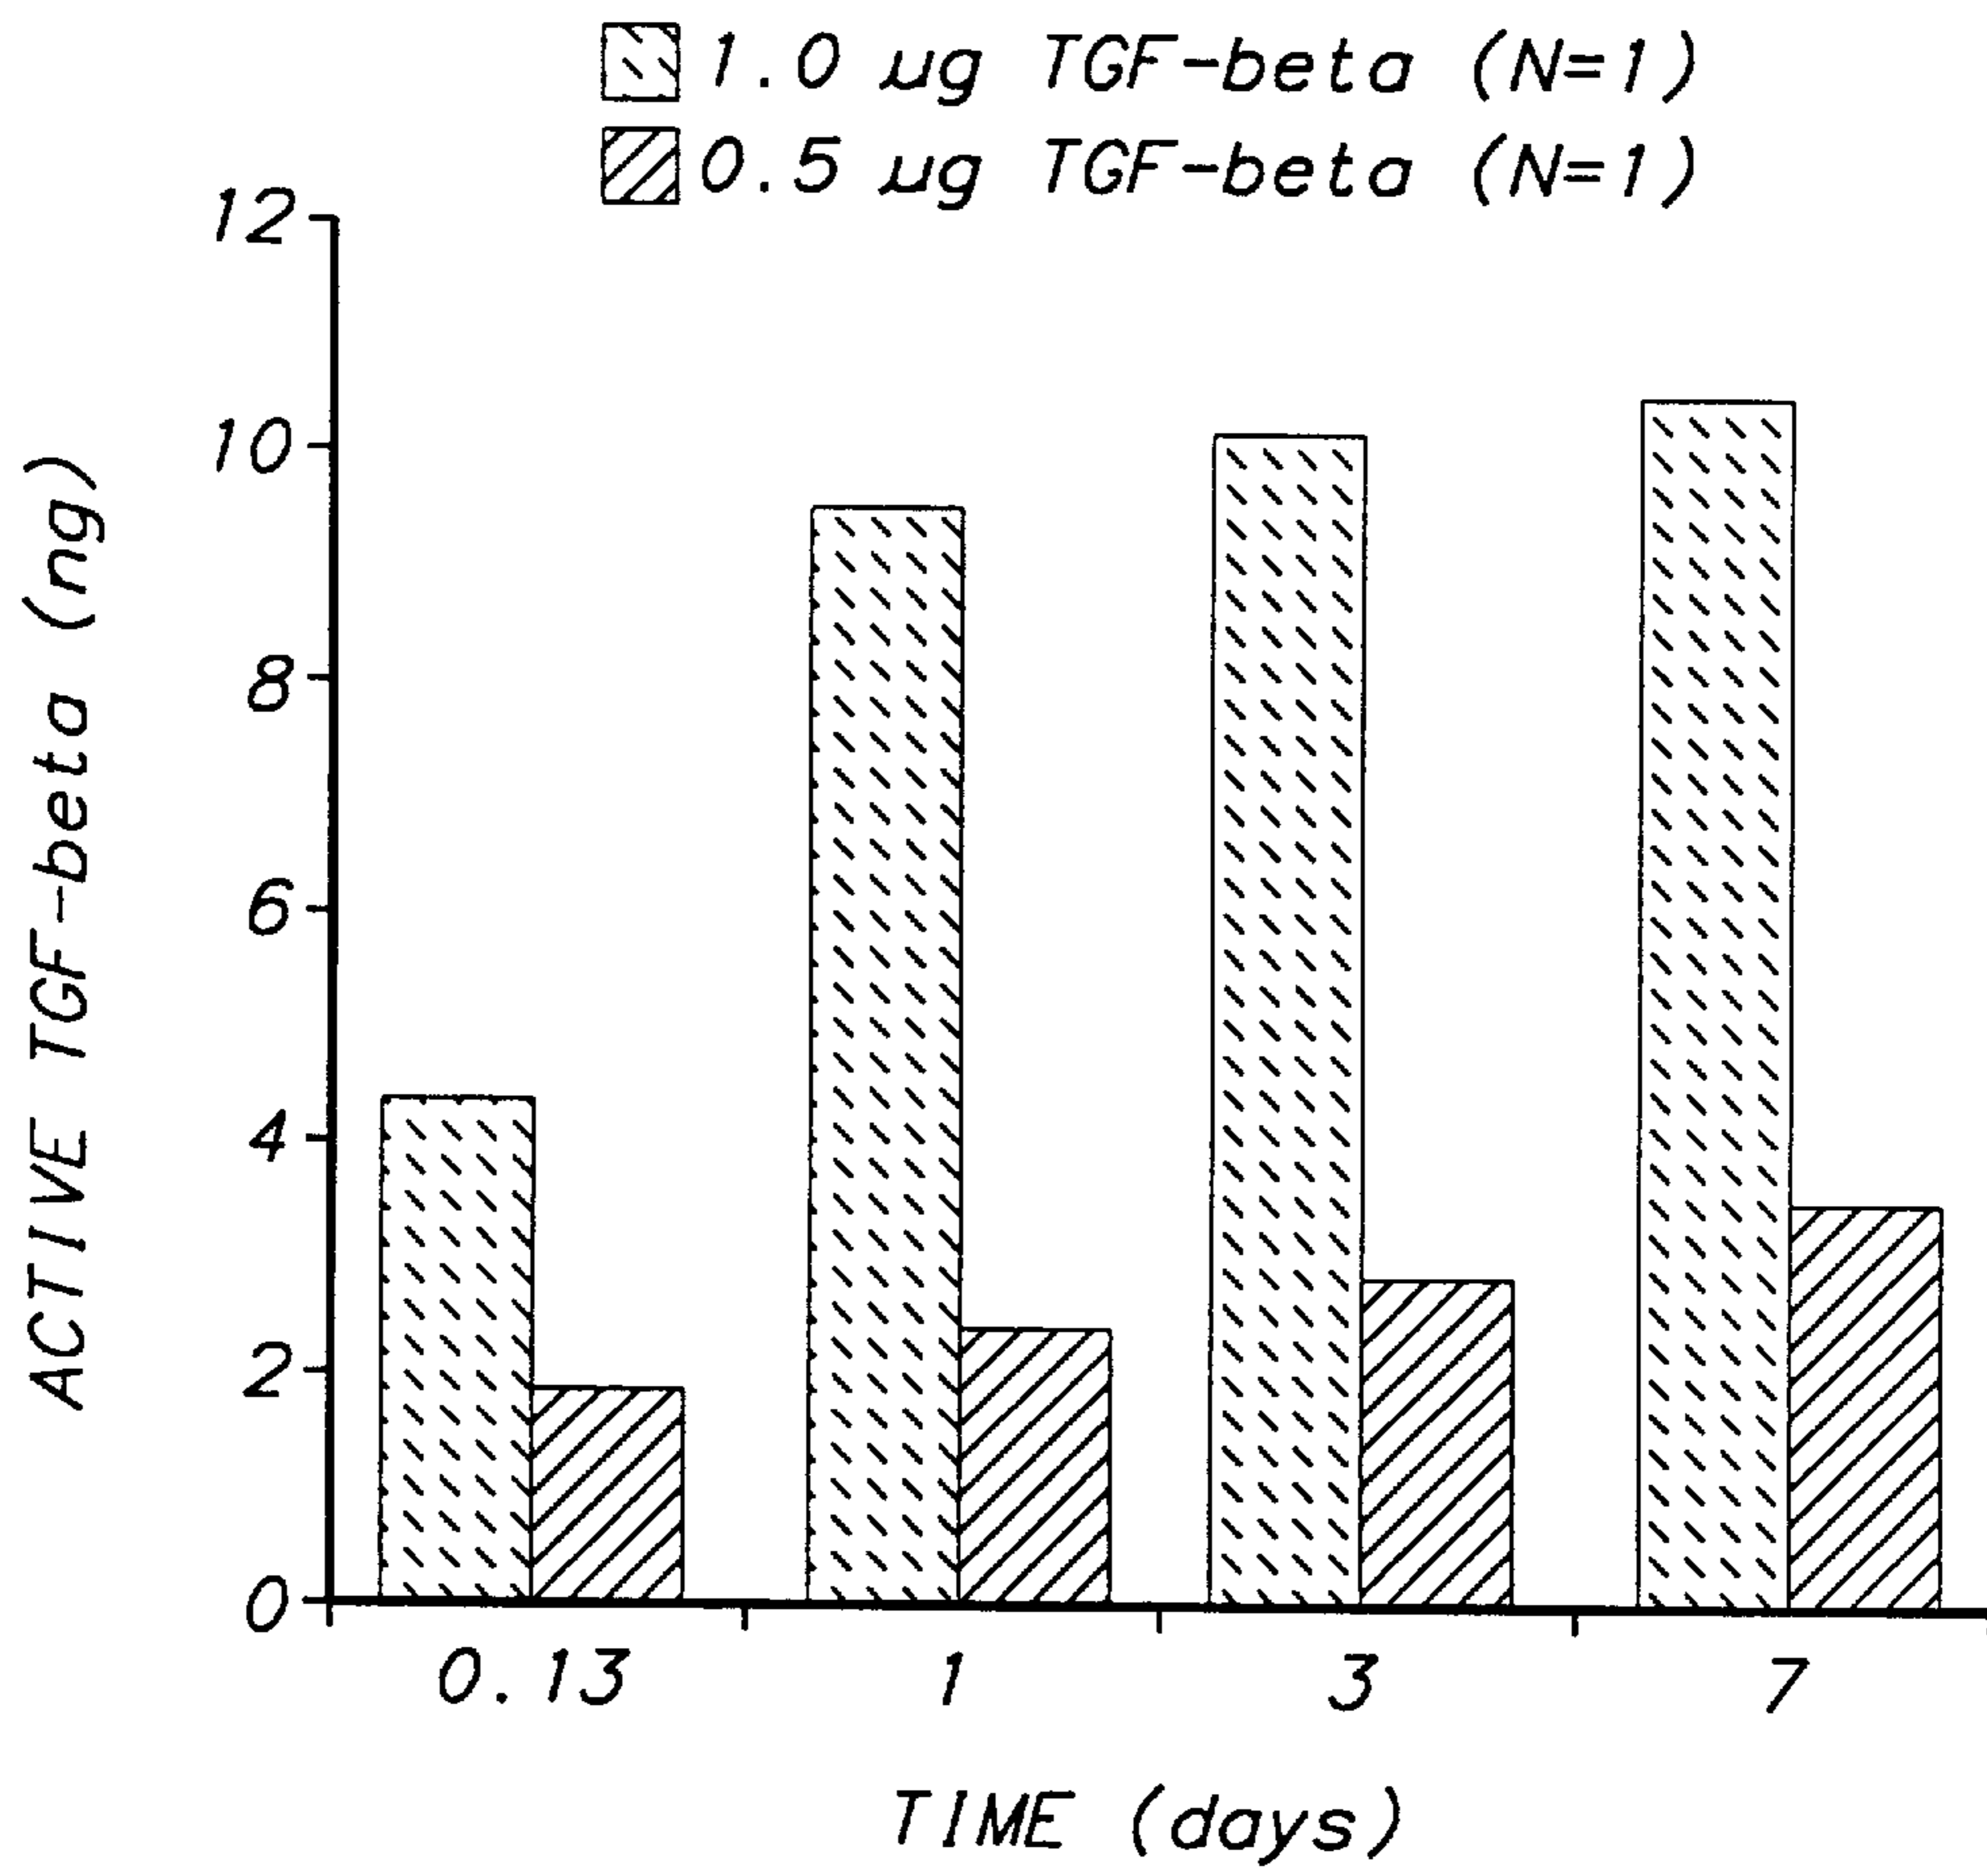 1.0 µg TGF-beta (N=1)
0.5 µg TGF-beta (N=1)
12
10
8
6
4
2
0
ACTIVE TGF-beta (ng)
0.13 1 3 7
TIME (days)